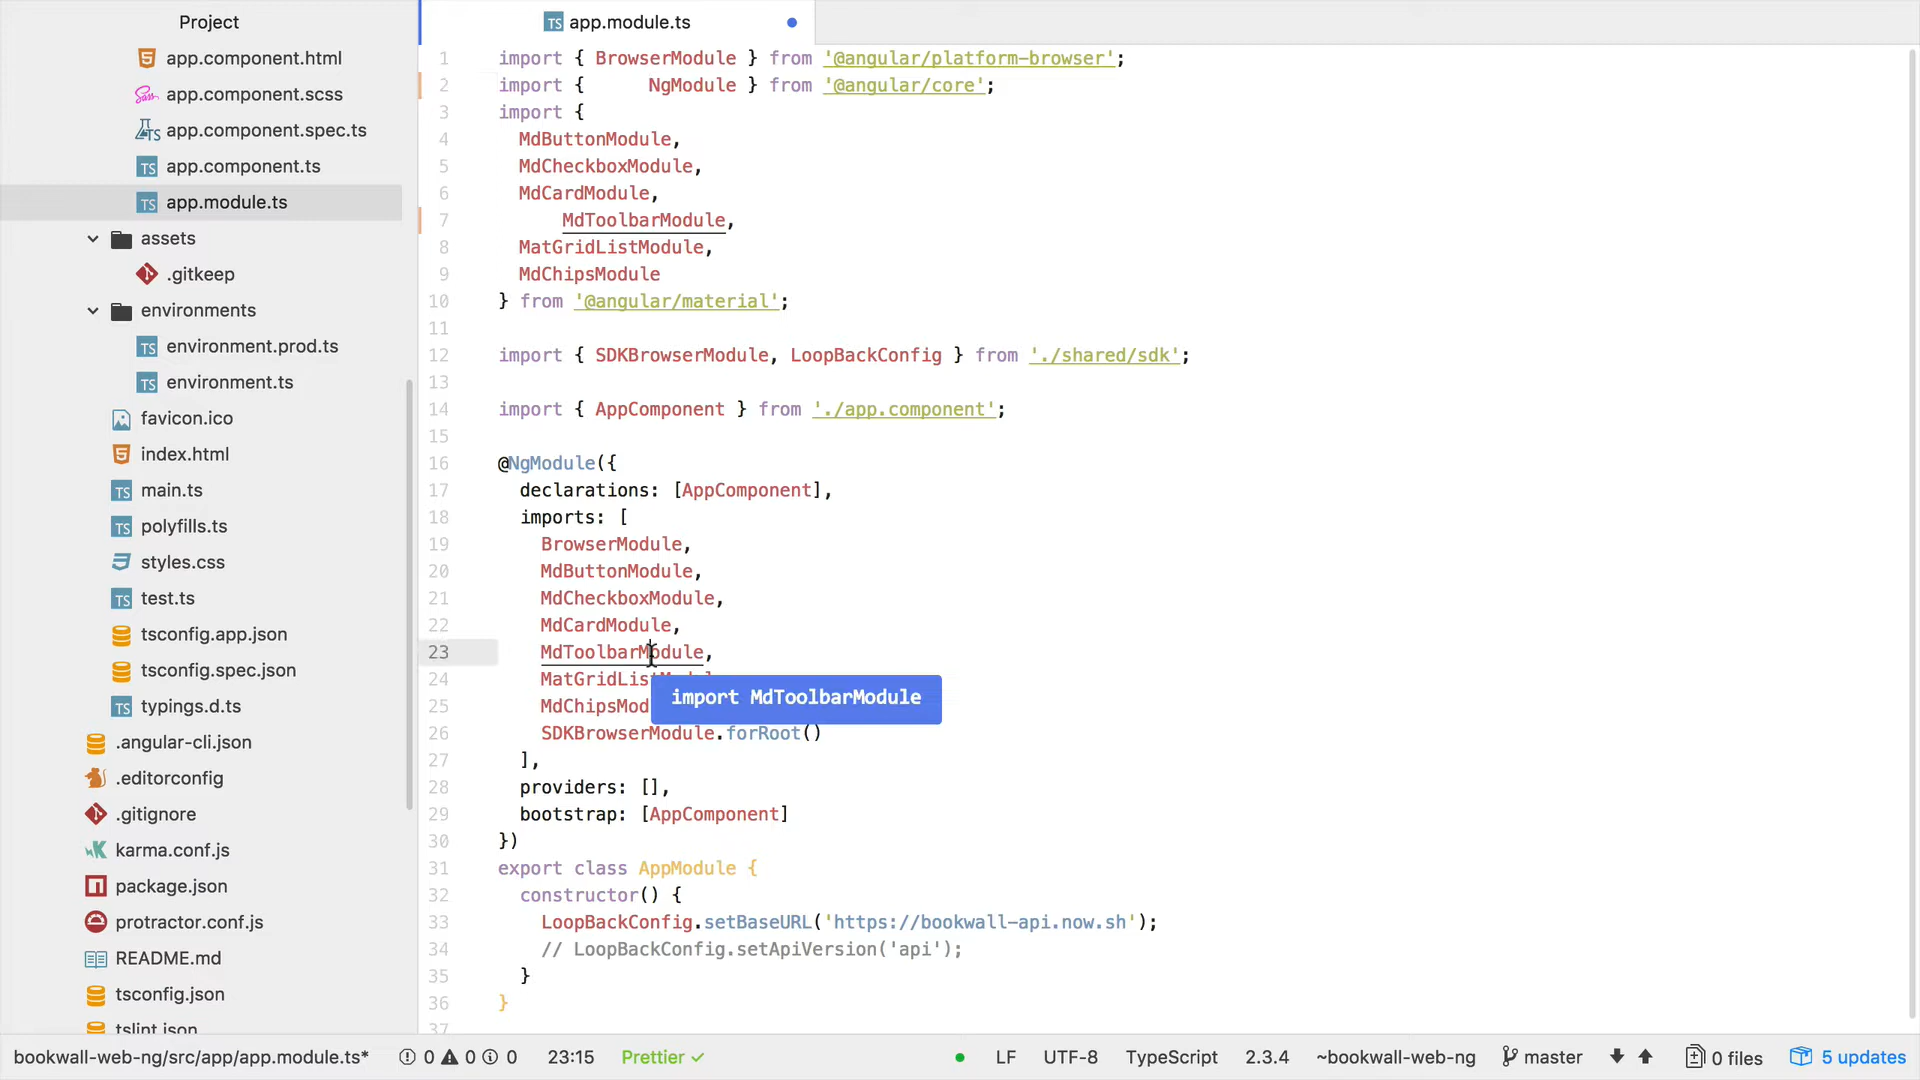 Project
app.component.html
app.component.scss
app.component.spec.ts
app.component.ts
app.module.ts
assets
.gitkeep
environments
environment.prod.ts
environment.ts
favicon.ico
index.html
main.ts
polyfills.ts
styles.css
test.ts
tsconfig.app.json
tsconfig.spec.json
typings.d.ts
.angular-cli.json
.editorconfig
.gitignore
karma.conf.js
package.json
protractor.conf.js
README.md
tsconfig.json
tslint.json
app.module.ts
1 import { BrowserModule } from '@angular/platform-browser';
2 import {      NgModule } from '@angular/core';
3 import {
4   MdButtonModule,
5   MdCheckboxModule,
6   MdCardModule,
7       MdToolbarModule,
8   MatGridListModule,
9   MdChipsModule
10 } from '@angular/material';
11
12 import { SDKBrowserModule, LoopBackConfig } from './shared/sdk';
13
14 import { AppComponent } from './app.component';
15
16 @NgModule({
17   declarations: [AppComponent],
18   imports: [
19     BrowserModule,
20     MdButtonModule,
21     MdCheckboxModule,
22     MdCardModule,
23     MdToolbarModule,
24     MatGridListModul
25     MdChipsMod
import MdToolbarModule
26     SDKBrowserModule.forRoot()
27   ],
28   providers: [],
29   bootstrap: [AppComponent]
30 })
31 export class AppModule {
32   constructor() {
33     LoopBackConfig.setBaseURL('https://bookwall-api.now.sh');
34     // LoopBackConfig.setApiVersion('api');
35   }
36 }
37
bookwall-web-ng/src/app/app.module.ts* 0 0 0 23:15 Prettier LF UTF-8 TypeScript 2.3.4 ~bookwall-web-ng master 0 files 5 updates